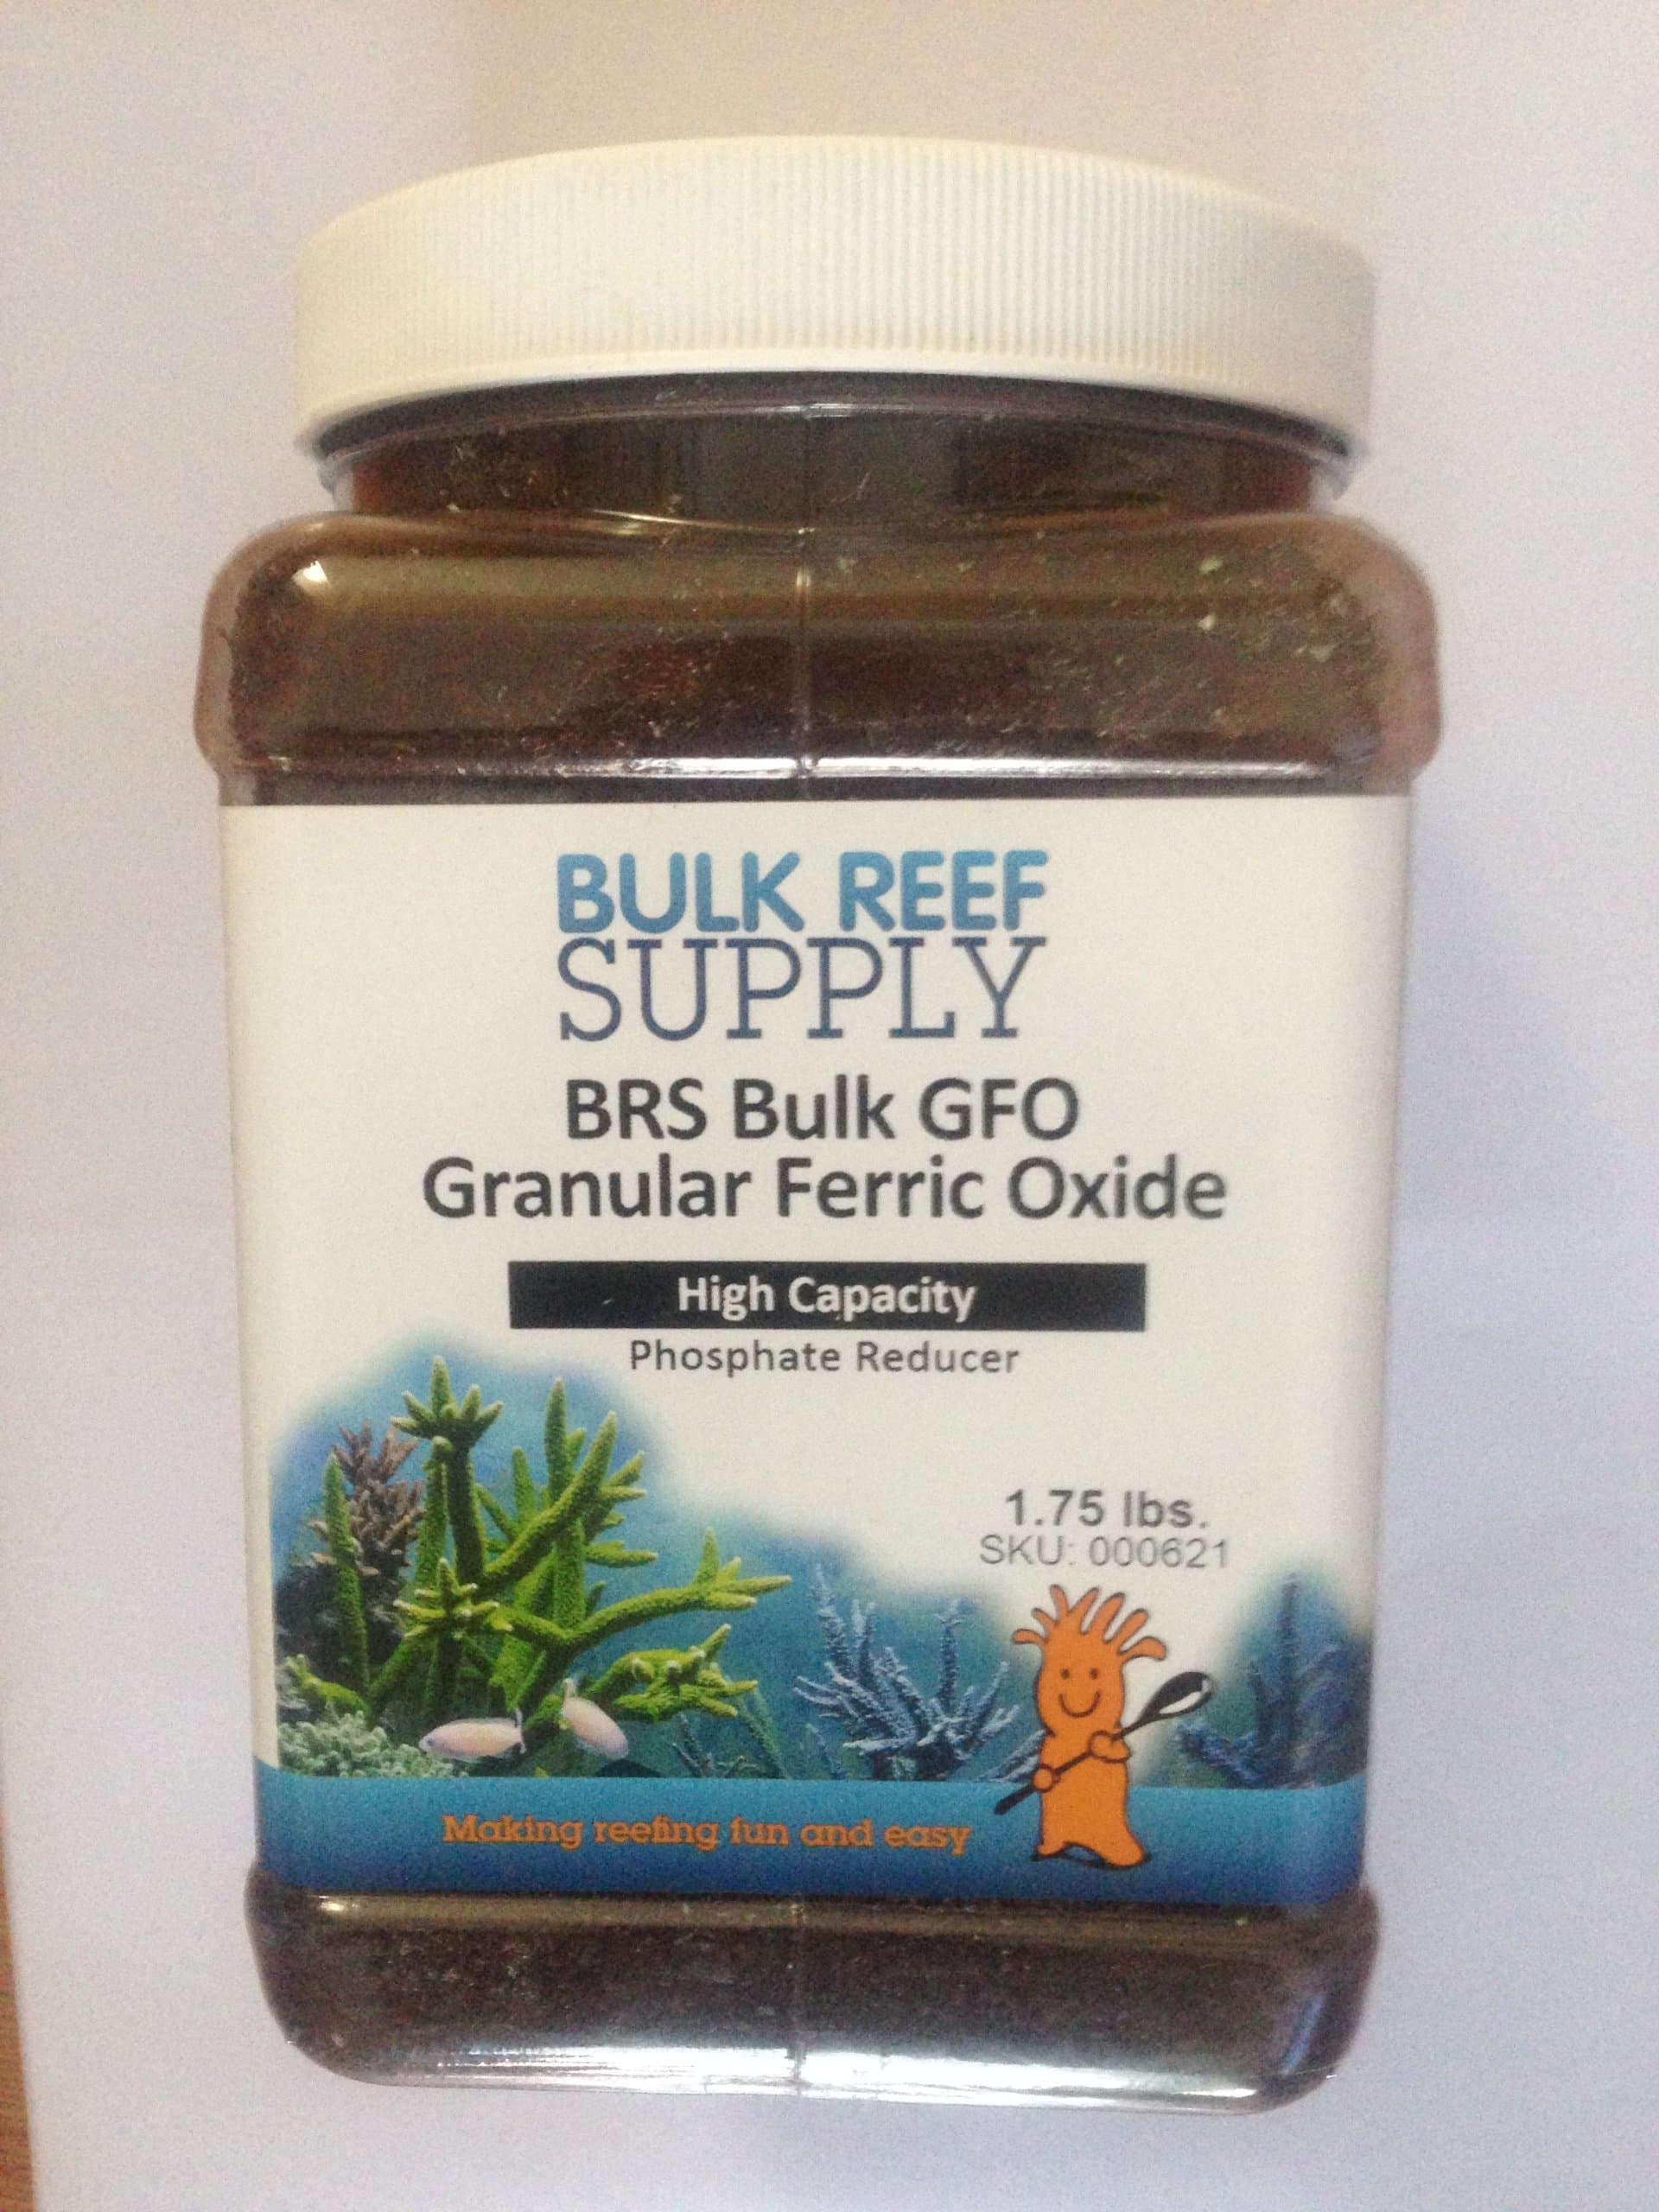 BULK REEF
SUPPLY
BRS Bulk GFO
Granular Ferric Oxide
High Capacity
Phosphate Reducer
1.75 lbs.
SKU: 000621
Making reefing fun and easy